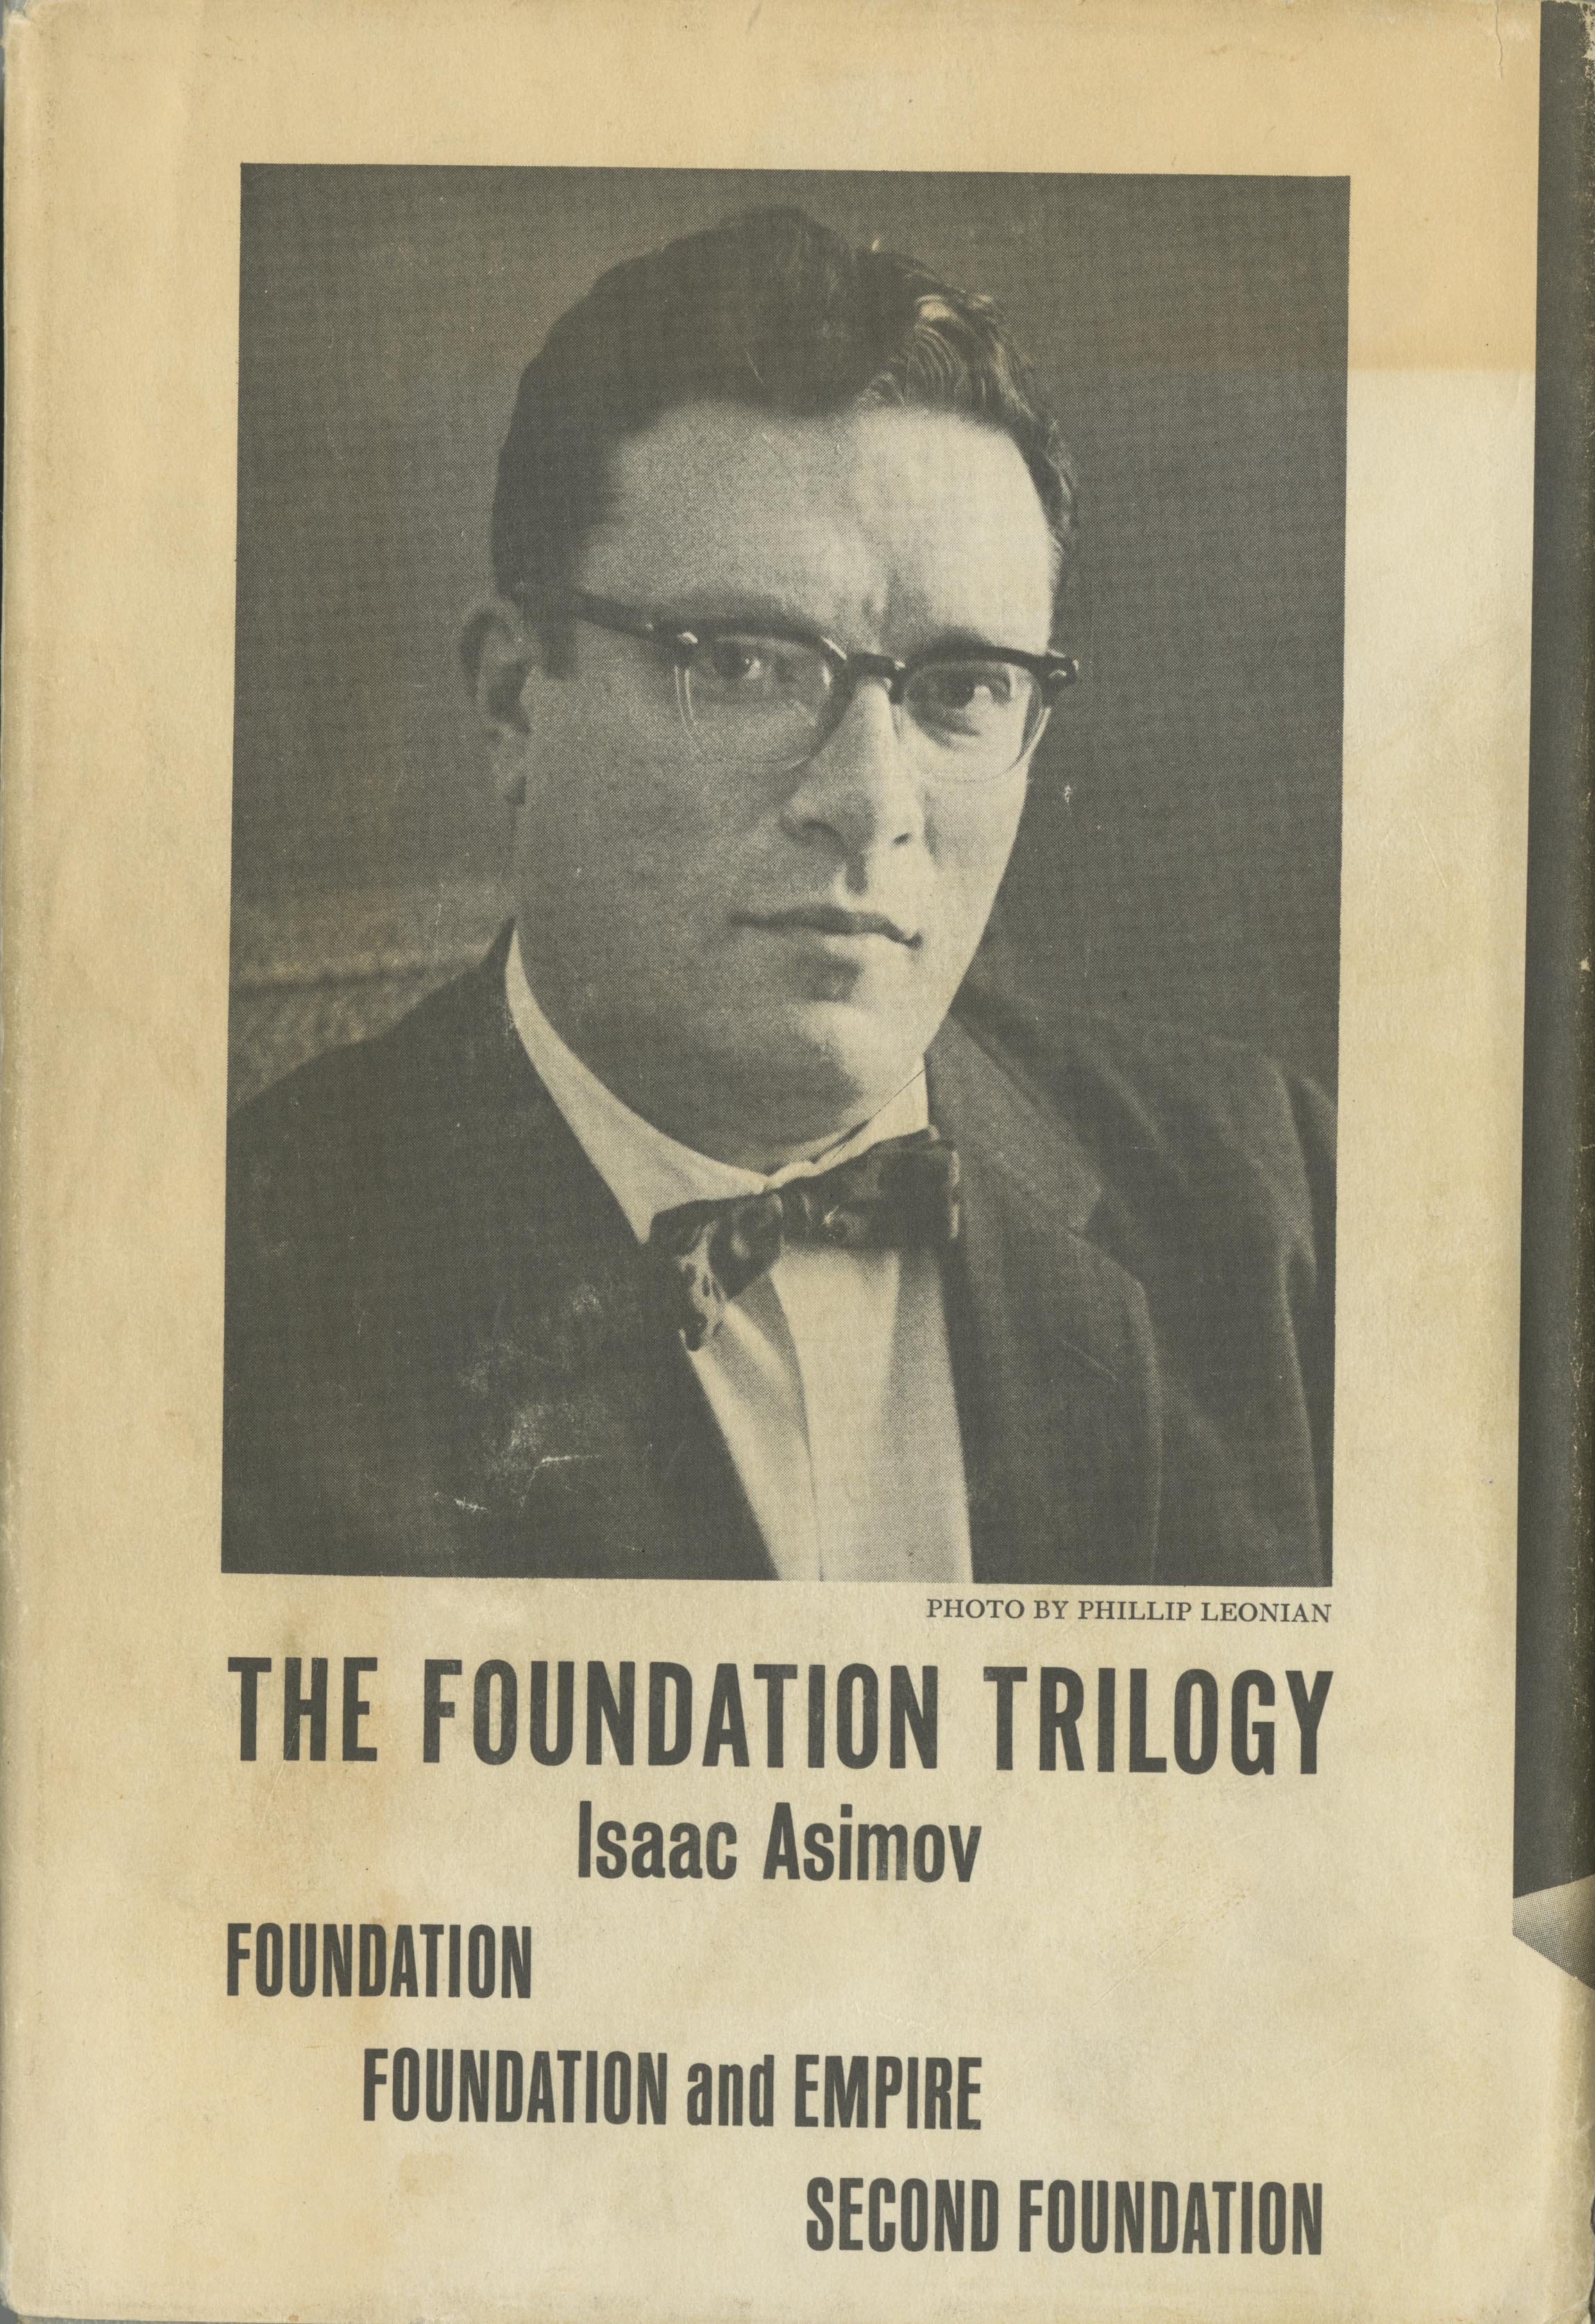 PHOTO BY PHILLIP LEONIAN
THE FOUNDATION TRILOGY
Isaac Asimov
FOUNDATION
FOUNDATION and EMPIRE
SECOND FOUNDATION